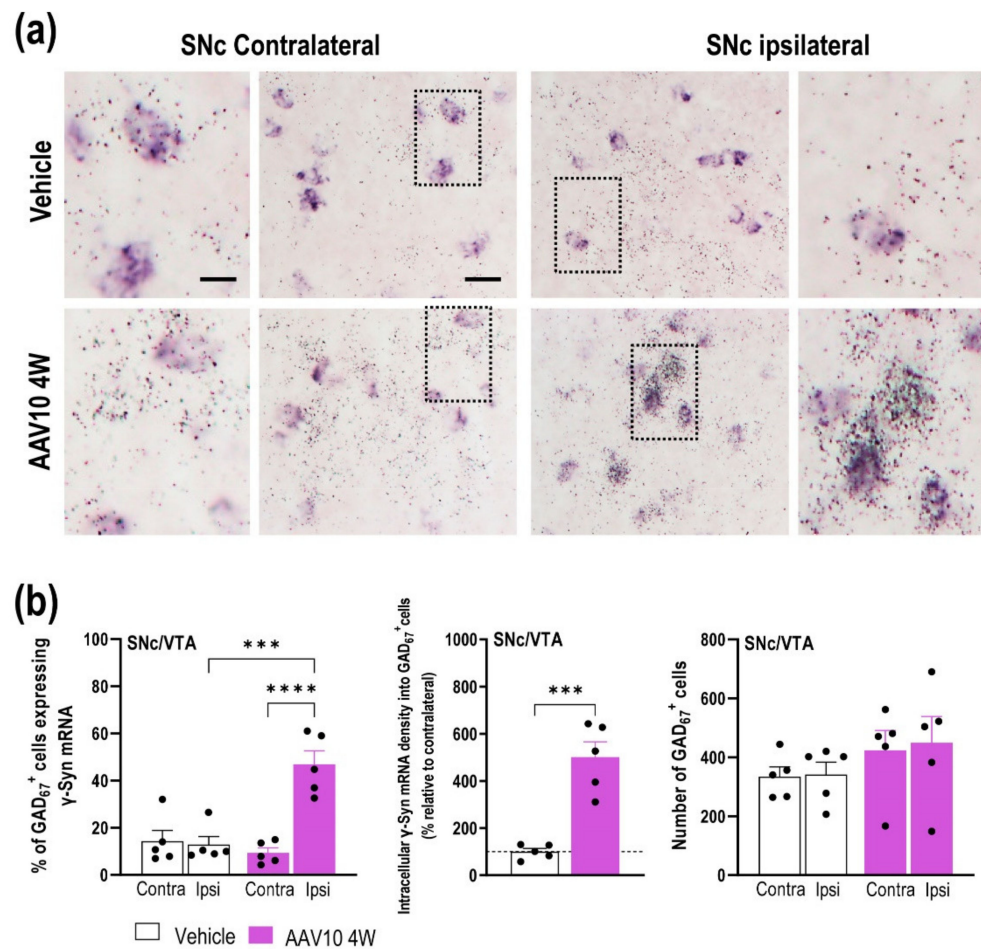 (a)
SNc Contralateral
SNc ipsilateral
Vehicle
AAV10 4W
(b)
% of GAD67+ cells expressing
γ-Syn mRNA
100
80
60
40
20
0
SNc/VTA
***
****
Contra
Ipsi
Contra
Ipsi
Intracellular γ-Syn mRNA density into GAD67+ cells
(% relative to contralateral)
1000
800
600
400
200
0
SNc/VTA
***
Number of GAD67+ cells
800
600
400
200
0
SNc/VTA
Contra
Ipsi
Contra
Ipsi
Vehicle
AAV10 4W